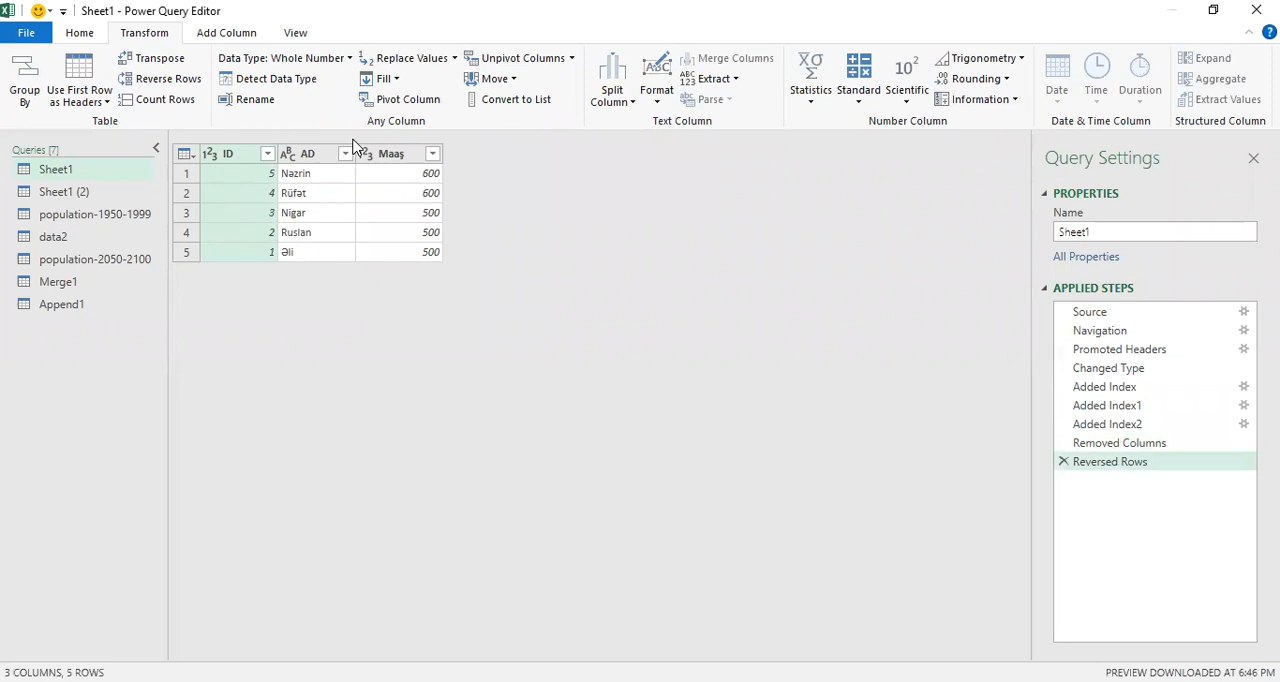 Sheet1 - Power Query Editor
File Home Transform Add Column View
Group By
Use First Row as Headers
Transpose
Reverse Rows
Count Rows
Table
Data Type: Whole Number
Detect Data Type
Rename
Replace Values
Fill
Pivot Column
Unpivot Columns
Move
Convert to List
Any Column
Split Column
Format
Merge Columns
Extract
Parse
Text Column
Statistics
Standard
Scientific
Trigonometry
Rounding
Information
Number Column
Date
Time
Duration
Date & Time Column
Expand
Aggregate
Extract Values
Structured Column
Queries [7]
Sheet1
Sheet1 (2)
population-1950-1999
data2
population-2050-2100
Merge1
Append1
ID AD Maaş
1 5 Nəzrin 600
2 4 Rüfət 600
3 3 Nigar 500
4 2 Ruslan 500
5 1 Əli 500
Query Settings
PROPERTIES
Name
Sheet1
All Properties
APPLIED STEPS
Source
Navigation
Promoted Headers
Changed Type
Added Index
Added Index1
Added Index2
Removed Columns
Reversed Rows
3 COLUMNS, 5 ROWS
PREVIEW DOWNLOADED AT 6:46 PM